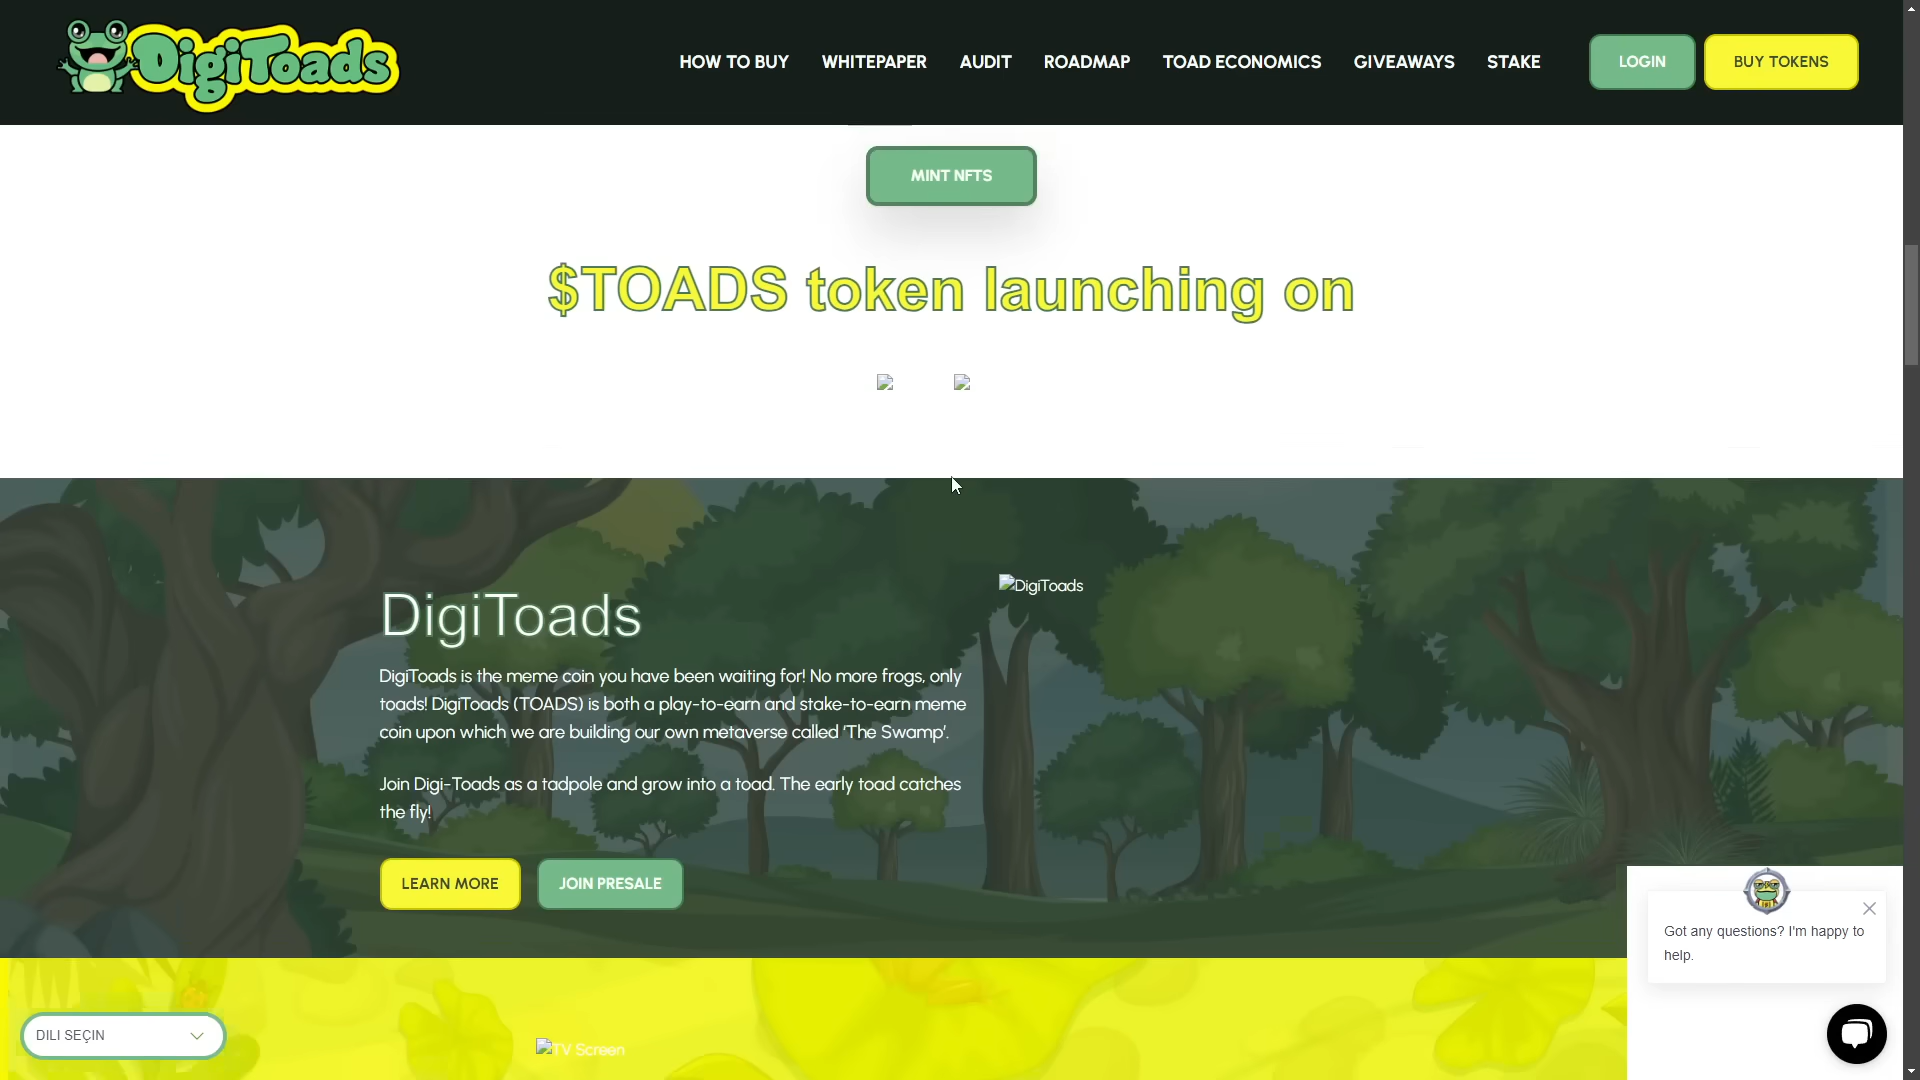 DigiToads
HOW TO BUY
WHITEPAPER
AUDIT
ROADMAP
TOAD ECONOMICS
GIVEAWAYS
STAKE
LOGIN
BUY TOKENS
MINT NFTS
$TOADS token launching on
DigiToads
DigiToads
DigiToads is the meme coin you have been waiting for! No more frogs, only
toads! DigiToads (TOADS) is both a play-to-earn and stake-to-earn meme
coin upon which we are building our own metaverse called 'The Swamp'.
Join Digi-Toads as a tadpole and grow into a toad. The early toad catches
the fly!
LEARN MORE
JOIN PRESALE
Got any questions? I'm happy to
help.
DILI SEÇIN
TV Screen